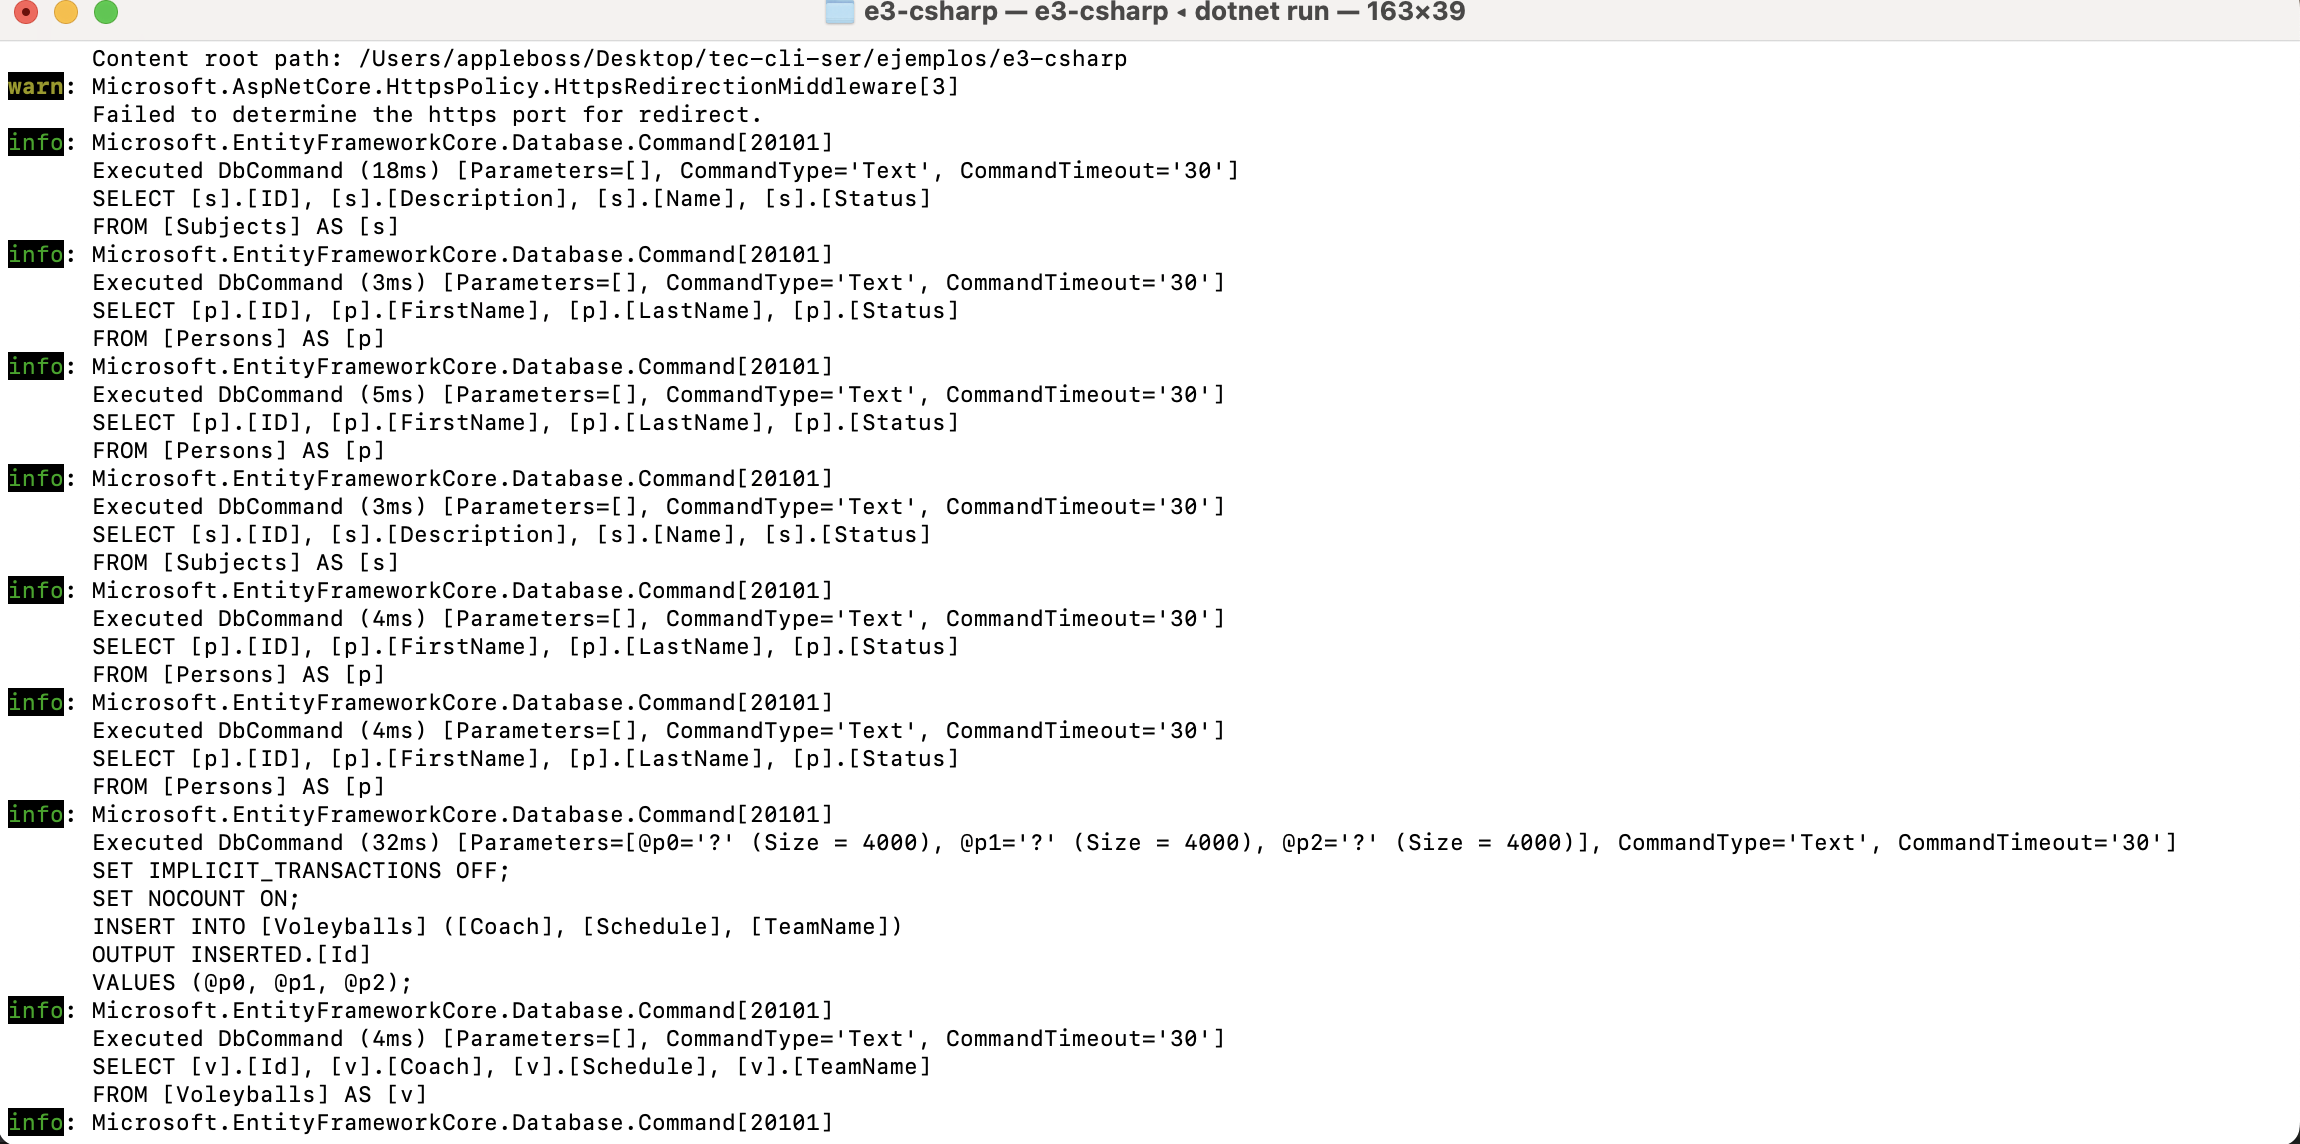 e3-csharp — e3-csharp ◂ dotnet run — 163×39
Content root path: /Users/appleboss/Desktop/tec-cli-ser/ejemplos/e3-csharp
warn: Microsoft.AspNetCore.HttpsPolicy.HttpsRedirectionMiddleware[3]
Failed to determine the https port for redirect.
info: Microsoft.EntityFrameworkCore.Database.Command[20101]
Executed DbCommand (18ms) [Parameters=[], CommandType='Text', CommandTimeout='30']
SELECT [s].[ID], [s].[Description], [s].[Name], [s].[Status]
FROM [Subjects] AS [s]
info: Microsoft.EntityFrameworkCore.Database.Command[20101]
Executed DbCommand (3ms) [Parameters=[], CommandType='Text', CommandTimeout='30']
SELECT [p].[ID], [p].[FirstName], [p].[LastName], [p].[Status]
FROM [Persons] AS [p]
info: Microsoft.EntityFrameworkCore.Database.Command[20101]
Executed DbCommand (5ms) [Parameters=[], CommandType='Text', CommandTimeout='30']
SELECT [p].[ID], [p].[FirstName], [p].[LastName], [p].[Status]
FROM [Persons] AS [p]
info: Microsoft.EntityFrameworkCore.Database.Command[20101]
Executed DbCommand (3ms) [Parameters=[], CommandType='Text', CommandTimeout='30']
SELECT [s].[ID], [s].[Description], [s].[Name], [s].[Status]
FROM [Subjects] AS [s]
info: Microsoft.EntityFrameworkCore.Database.Command[20101]
Executed DbCommand (4ms) [Parameters=[], CommandType='Text', CommandTimeout='30']
SELECT [p].[ID], [p].[FirstName], [p].[LastName], [p].[Status]
FROM [Persons] AS [p]
info: Microsoft.EntityFrameworkCore.Database.Command[20101]
Executed DbCommand (4ms) [Parameters=[], CommandType='Text', CommandTimeout='30']
SELECT [p].[ID], [p].[FirstName], [p].[LastName], [p].[Status]
FROM [Persons] AS [p]
info: Microsoft.EntityFrameworkCore.Database.Command[20101]
Executed DbCommand (32ms) [Parameters=[@p0='?' (Size = 4000), @p1='?' (Size = 4000), @p2='?' (Size = 4000)], CommandType='Text', CommandTimeout='30']
SET IMPLICIT_TRANSACTIONS OFF;
SET NOCOUNT ON;
INSERT INTO [Voleyballs] ([Coach], [Schedule], [TeamName])
OUTPUT INSERTED.[Id]
VALUES (@p0, @p1, @p2);
info: Microsoft.EntityFrameworkCore.Database.Command[20101]
Executed DbCommand (4ms) [Parameters=[], CommandType='Text', CommandTimeout='30']
SELECT [v].[Id], [v].[Coach], [v].[Schedule], [v].[TeamName]
FROM [Voleyballs] AS [v]
info: Microsoft.EntityFrameworkCore.Database.Command[20101]